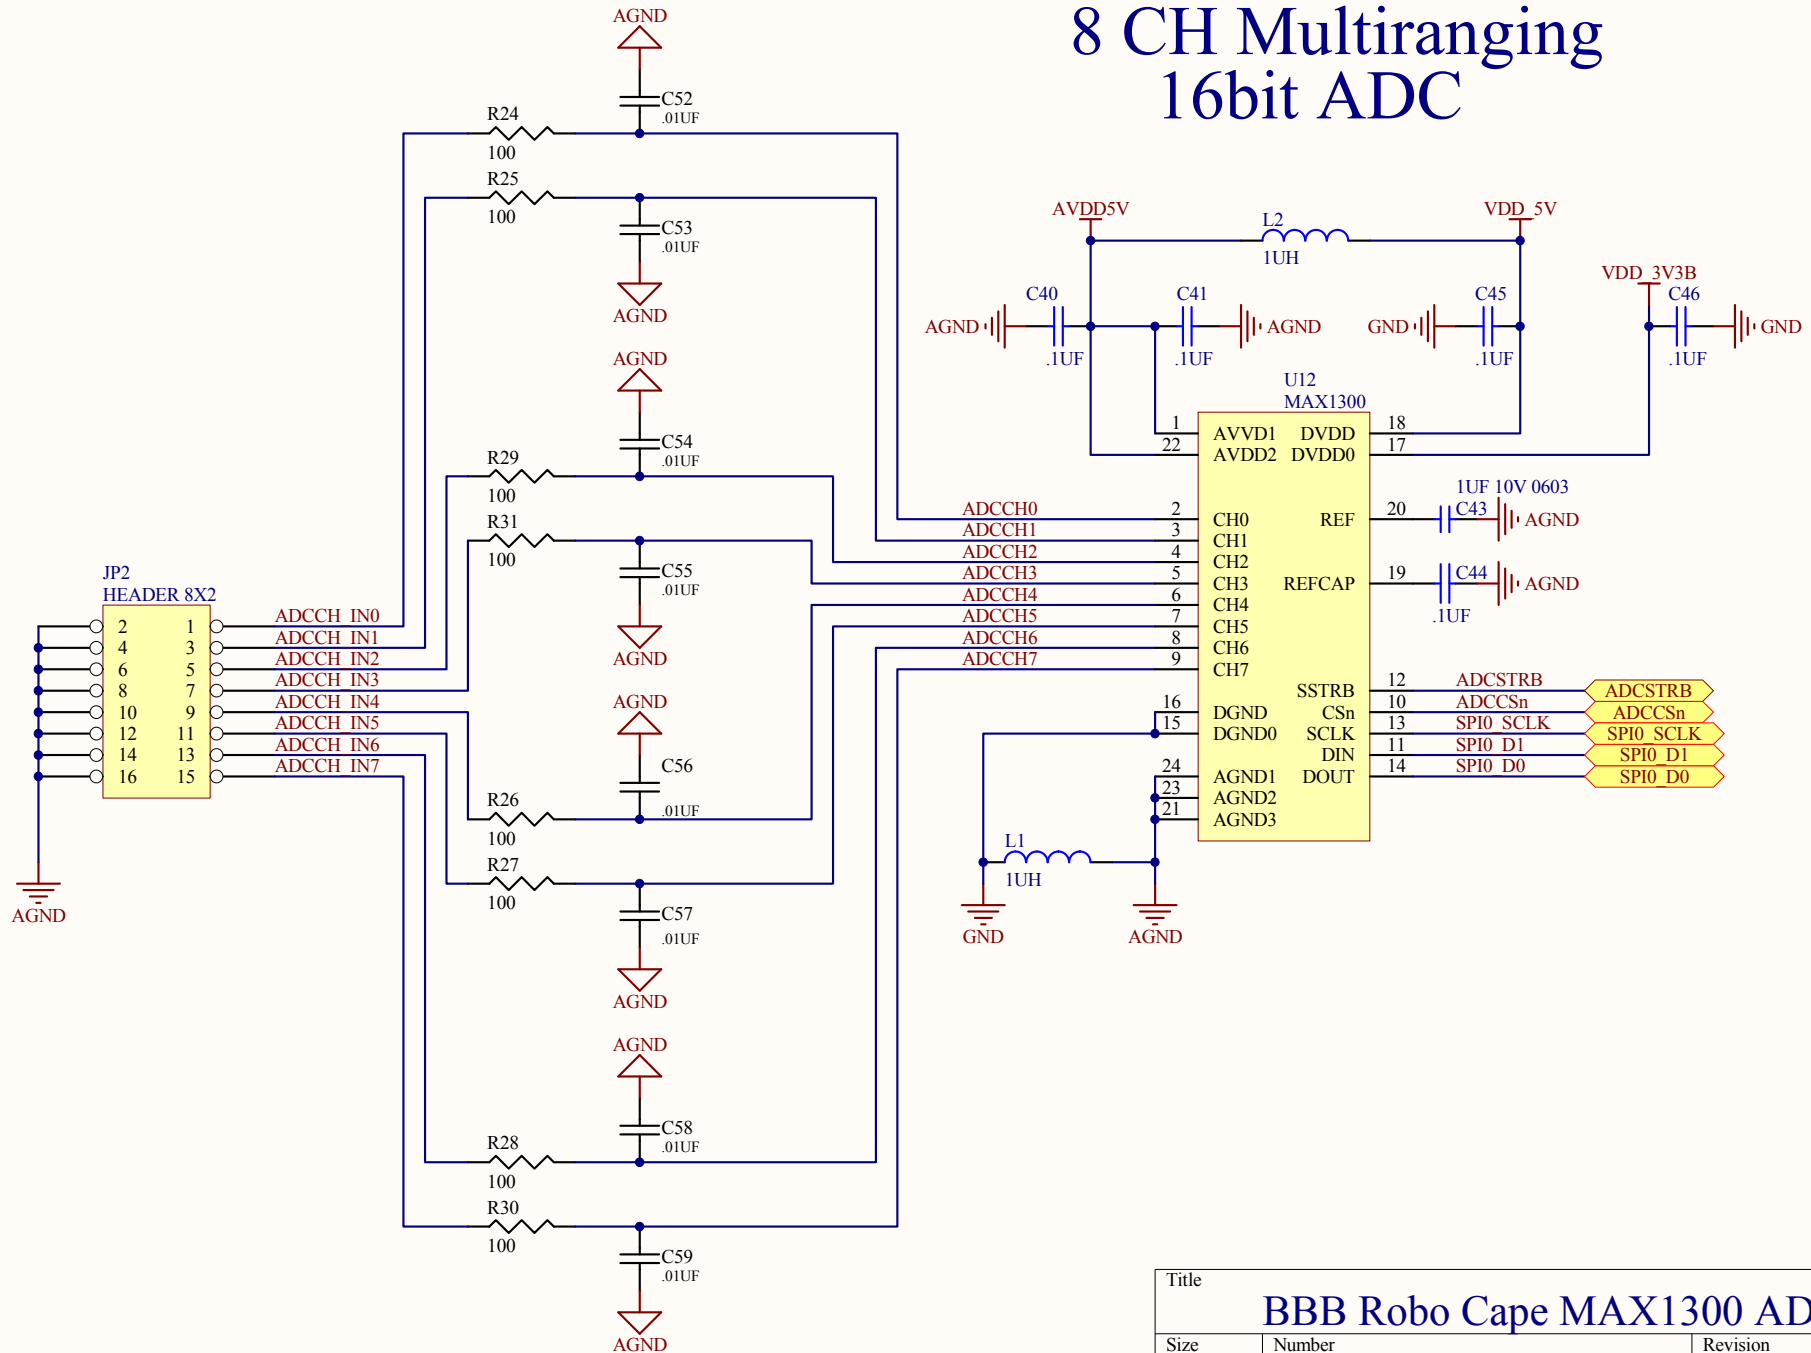 8 CH Multiranging
16bit ADC
AGND
C52
.01UF
R24
100
R25
100
C53
.01UF
AGND
AGND
C54
.01UF
R29
100
R31
100
C55
.01UF
AGND
AGND
C56
.01UF
R26
100
R27
100
C57
.01UF
AGND
AGND
C58
.01UF
R28
100
R30
100
C59
.01UF
AGND
JP2
HEADER 8X2
2 1 ADCCH_IN0
4 3 ADCCH_IN1
6 5 ADCCH_IN2
8 7 ADCCH_IN3
10 9 ADCCH_IN4
12 11 ADCCH_IN5
14 13 ADCCH_IN6
16 15 ADCCH_IN7
AGND
AVDD5V
L2
1UH
VDD_5V
VDD_3V3B
C40
AGND
.1UF
C41
AGND
.1UF
C45
GND
.1UF
C46
GND
.1UF
U12
MAX1300
1 AVVD1 DVDD 18
22 AVDD2 DVDD0 17
1UF 10V 0603
ADCCH0 2 CH0 REF 20 C43 AGND
ADCCH1 3 CH1
ADCCH2 4 CH2
ADCCH3 5 CH3 REFCAP 19 C44 AGND
.1UF
ADCCH4 6 CH4
ADCCH5 7 CH5
ADCCH6 8 CH6
ADCCH7 9 CH7
SSTRB 12 ADCSTRB ADCSTRB
16 DGND CSn 10 ADCCSn ADCCSn
15 DGND0 SCLK 13 SPI0_SCLK SPI0_SCLK
DIN 11 SPI0_D1 SPI0_D1
24 AGND1 DOUT 14 SPI0_D0 SPI0_D0
23 AGND2
21 AGND3
L1
1UH
GND
AGND
Title
BBB Robo Cape MAX1300 AD
Size Number Revision